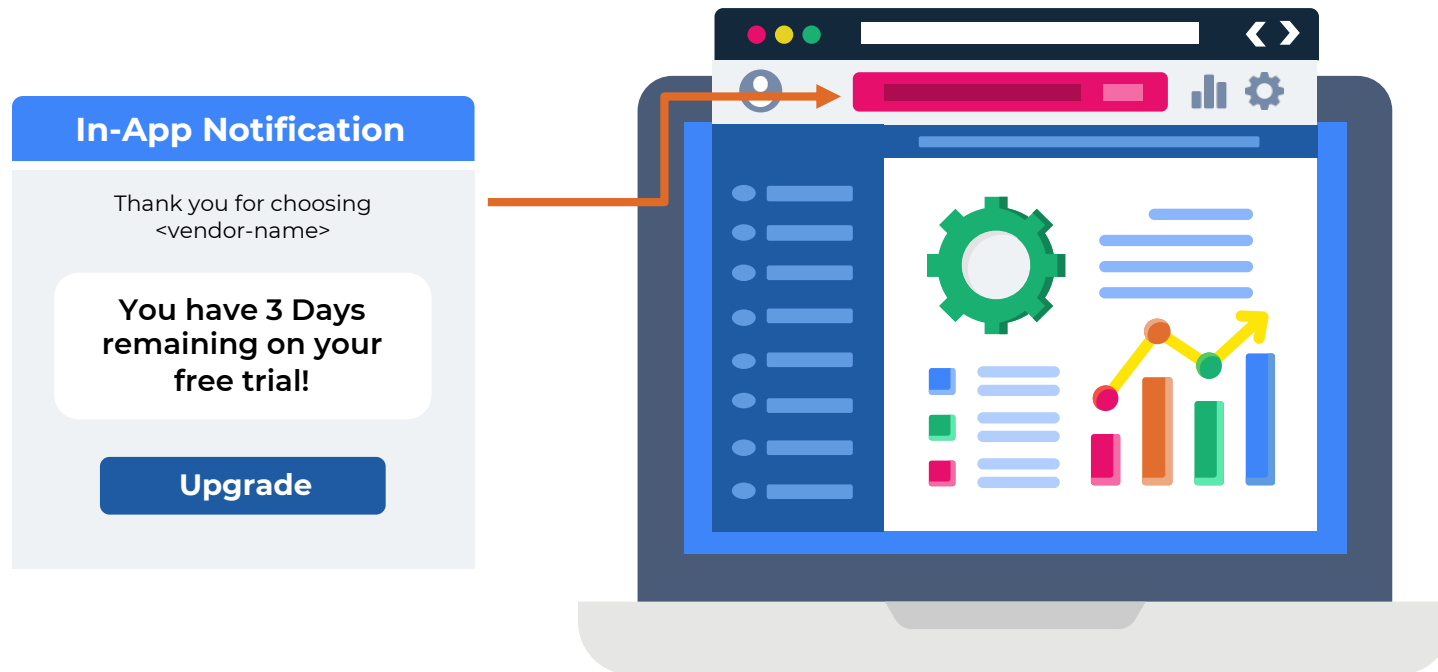 In-App Notification
Thank you for choosing
<vendor-name>
You have 3 Days
remaining on your
free trial!
Upgrade